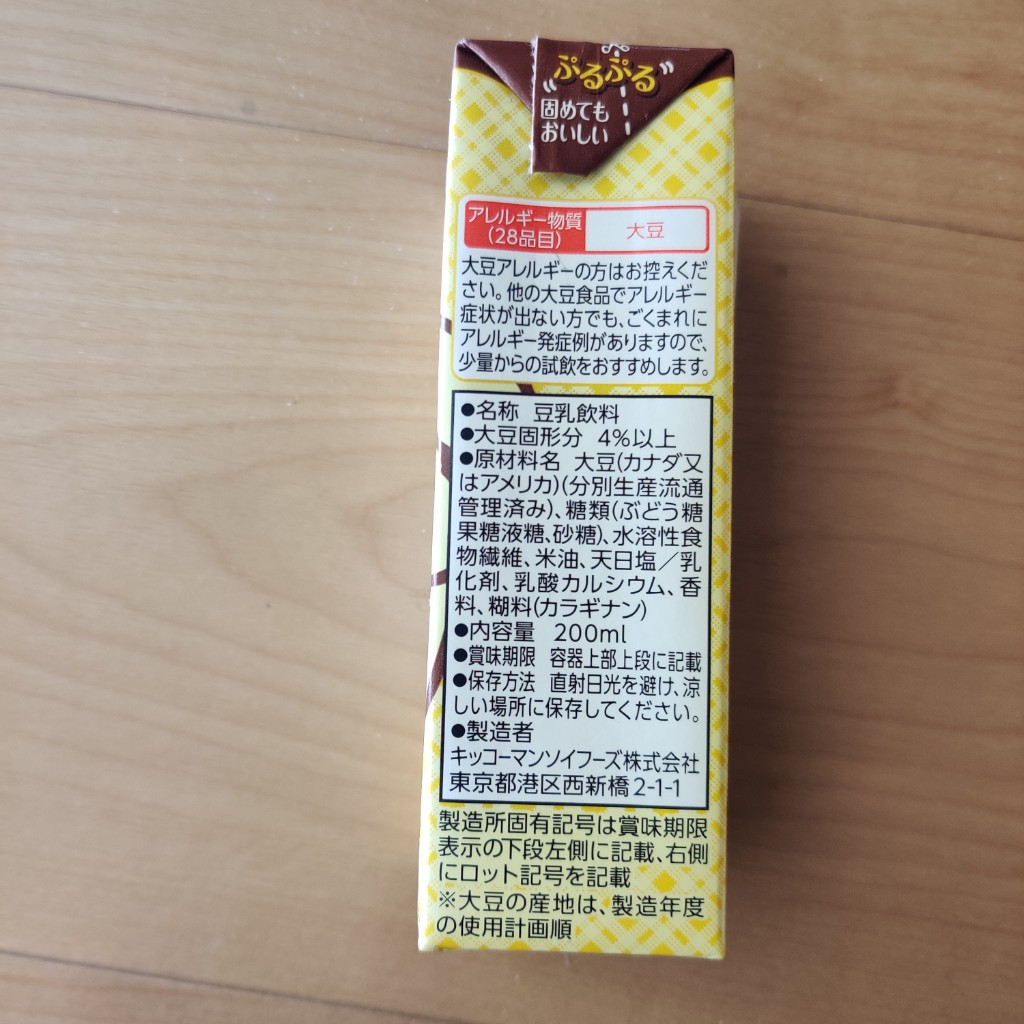 ぷるぷる
固めても
おいしい
アレルギー物質
(28品目)
大豆
大豆アレルギーの方はお控えくだ
さい。他の大豆食品でアレルギー
症状が出ない方でも、ごくまれに
アレルギー発症例がありますので、
少量からの試飲をおすすめします。
●名称 豆乳飲料
●大豆固形分 4%以上
●原材料名 大豆(カナダ又
はアメリカ)(分別生産流通
管理済み)、糖類(ぶどう糖
果糖液糖、砂糖)、水溶性食
物繊維、米油、天日塩／乳
化剤、乳酸カルシウム、香
料、糊料(カラギナン)
●内容量 200ml
●賞味期限 容器上部上段に記載
●保存方法 直射日光を避け、涼
しい場所に保存してください。
●製造者
キッコーマンソイフーズ株式会社
東京都港区西新橋2-1-1
製造所固有記号は賞味期限
表示の下段左側に記載、右側
にロット記号を記載
※大豆の産地は、製造年度
の使用計画順